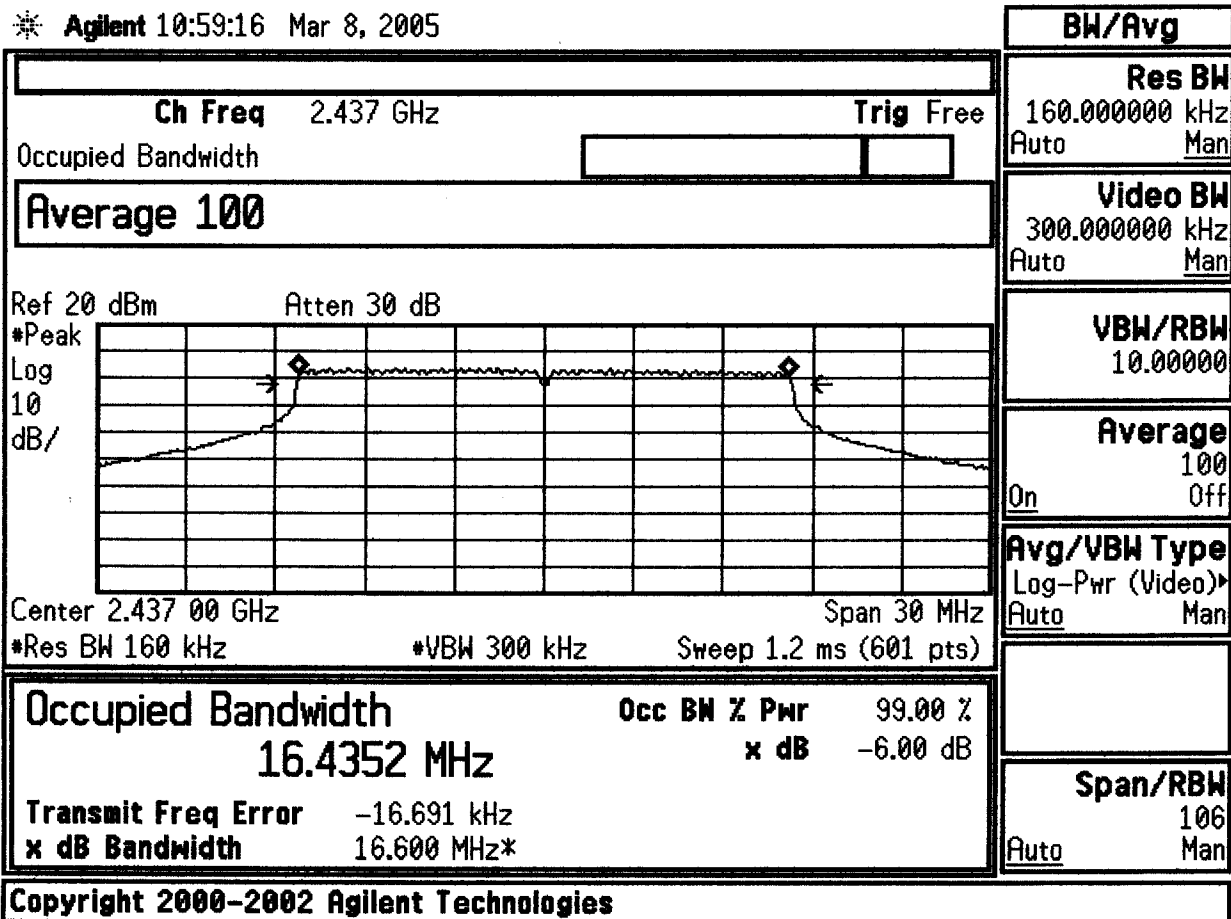 Agilent 10:59:16 Mar 8, 2005
Ch Freq 2.437 GHz Trig Free
Occupied Bandwidth
Average 100
Ref 20 dBm Atten 30 dB
*Peak
Log
10
dB/
Center 2.437 00 GHz Span 30 MHz
*Res BW 160 kHz *VBW 300 kHz Sweep 1.2 ms (601 pts)
Occupied Bandwidth
16.4352 MHz
Occ BW % Pwr 99.00 %
x dB -6.00 dB
Transmit Freq Error -16.691 kHz
x dB Bandwidth 16.600 MHz*
Copyright 2000-2002 Agilent Technologies
BW/Avg
Res BW
160.000000 kHz
Auto Man
Video BW
300.000000 kHz
Auto Man
VBW/RBW
10.00000
Average
100
On Off
Avg/VBW Type
Log-Pwr (Video)▸
Auto Man
Span/RBW
106
Auto Man